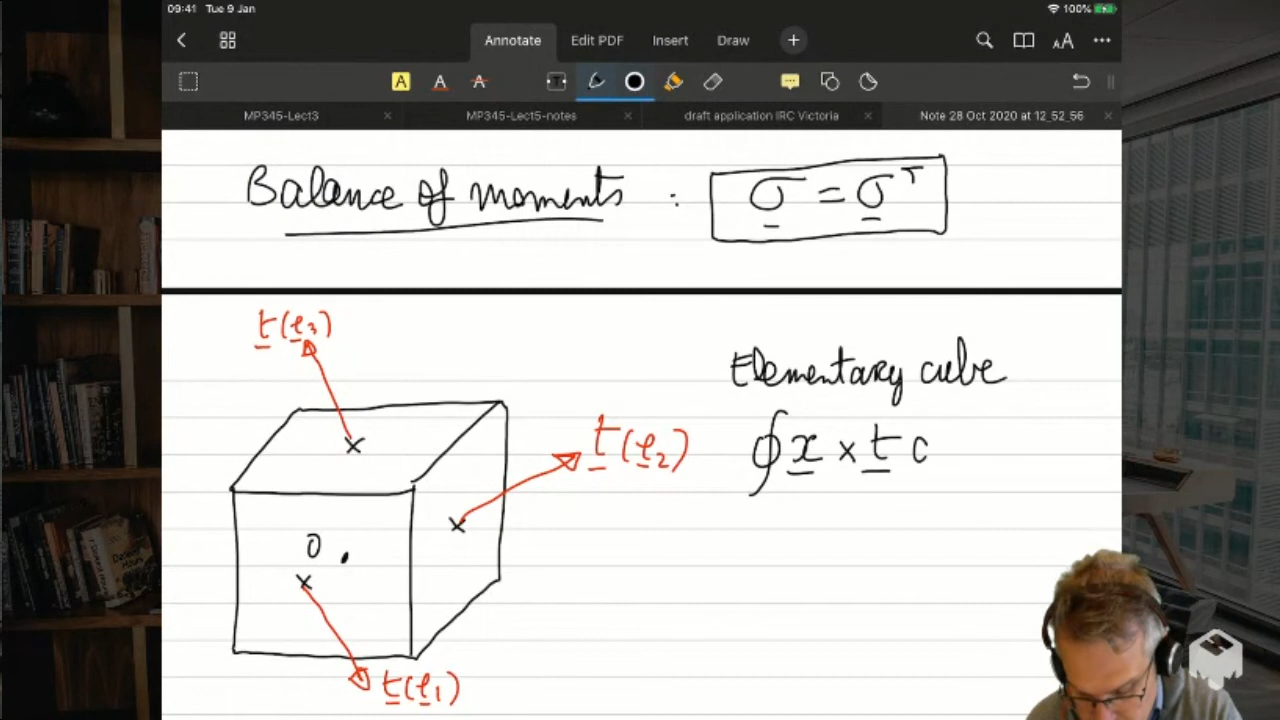 09:41 Tue 9 Jan 100%
Annotate Edit PDF Insert Draw
MP345-Lect3 MP345-Lect5-notes draft application IRC Victoria Note 28 Oct 2020 at 12_52_56
Balance of moments : σ = σᵀ
t(e₃)
Elementary cube
t(e₂)
∮ x × t
O
t(e₁)